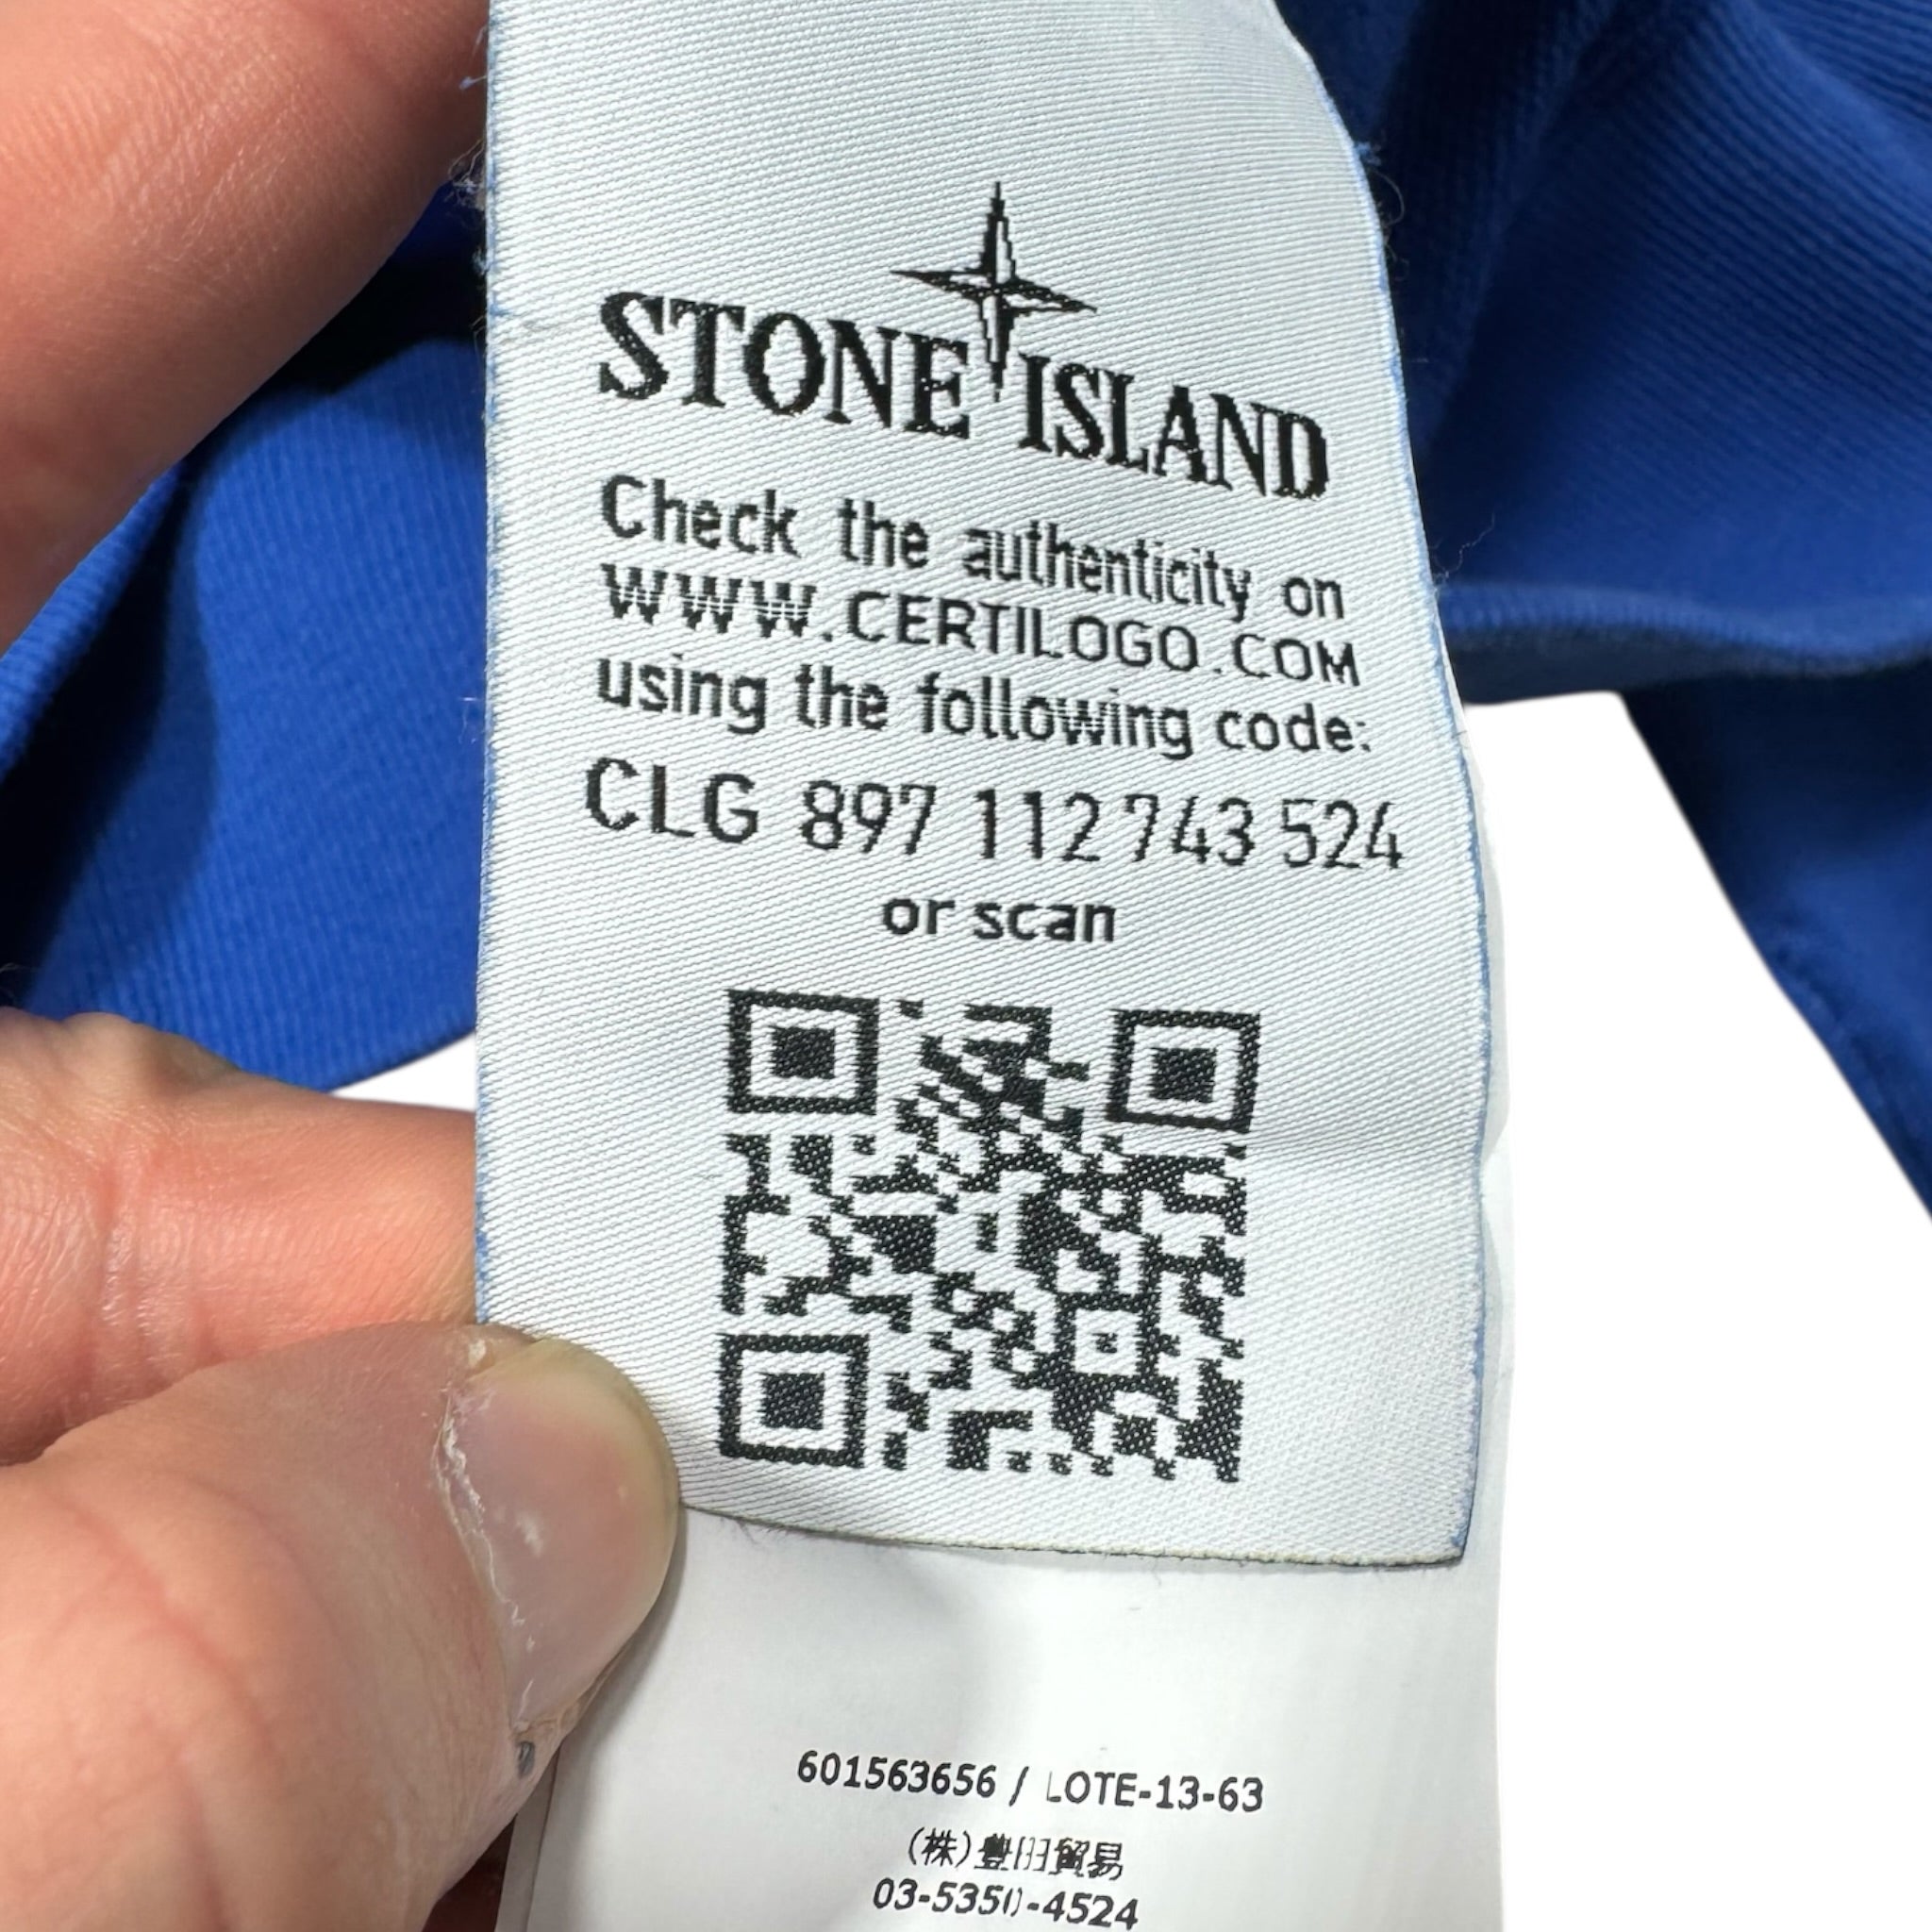 STONE ISLAND
Check the authenticity on
WWW.CERTILOGO.COM
using the following code:
CLG 897 112 743 524
or scan
601563656 / LOTE-13-63
(株)豊田貿易
03-5350-4524